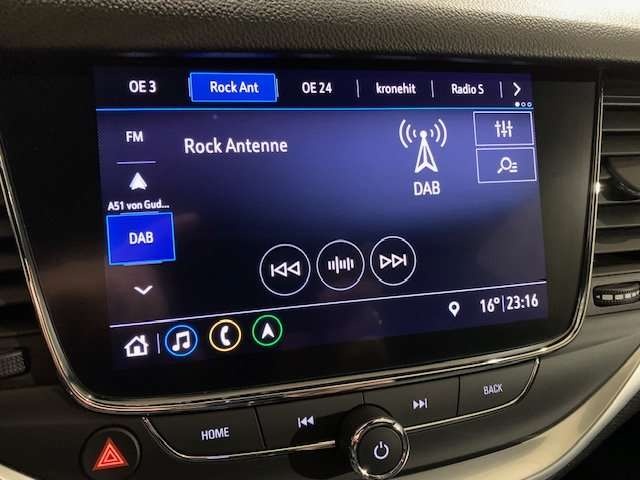 OE 3 Rock Ant OE 24 kronehit Radio S
FM
Rock Antenne
DAB
A51 von Gud...
DAB
16° 23:16
HOME
BACK